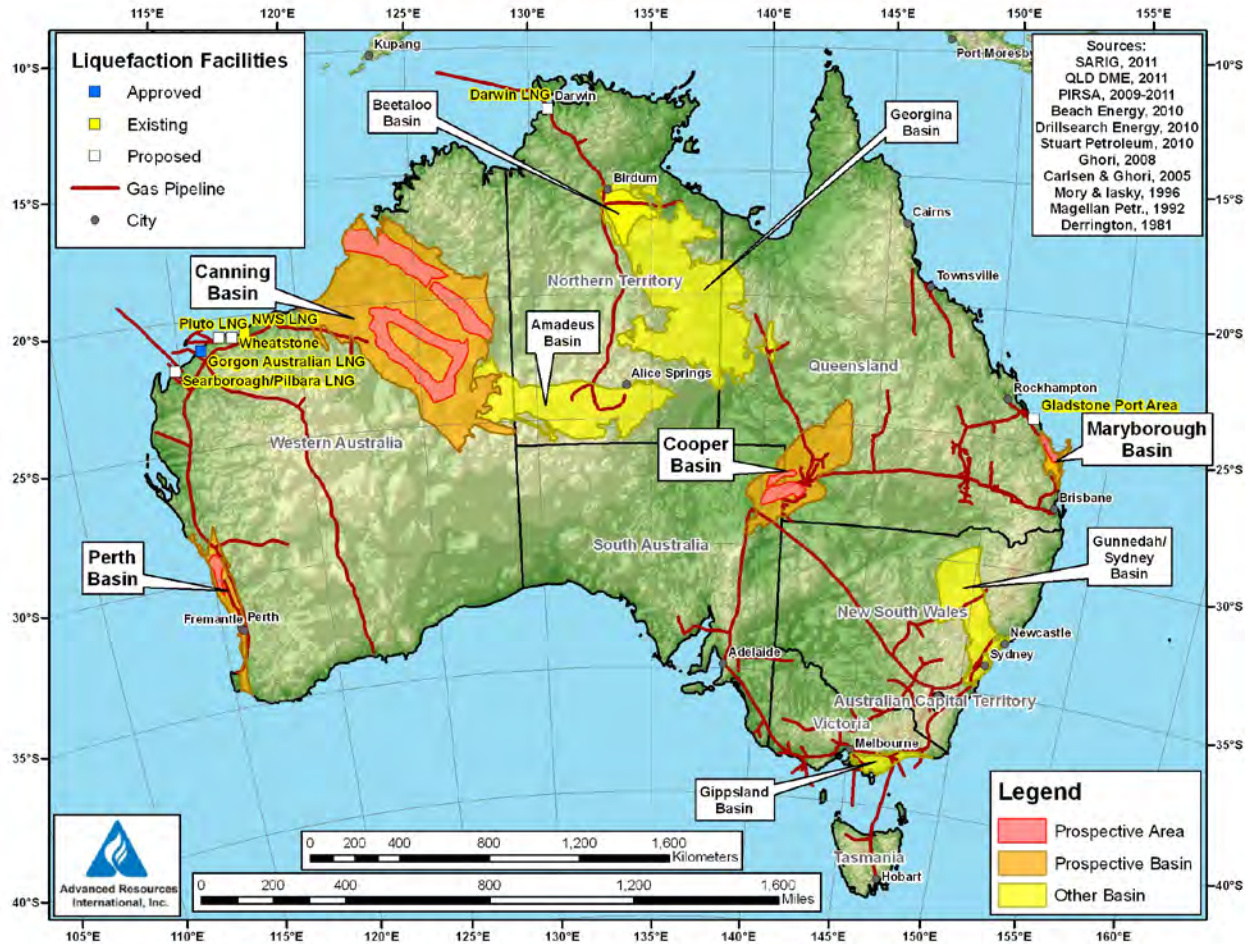 115°E 120°E 125°E 130°E 135°E 140°E 145°E 150°E 155°E
Liquefaction Facilities
Approved
Existing
Proposed
Gas Pipeline
City
Kupang
Port Moresby
Sources:
SARIG, 2011
QLD DME, 2011
PIRSA, 2009-2011
Beach Energy, 2010
Drillsearch Energy, 2010
Stuart Petroleum, 2010
Ghori, 2008
Carlsen & Ghori, 2005
Mory & Iasky, 1996
Magellan Petr., 1992
Derrington, 1981
10°S
10°S
Darwin LNG
Darwin
Beetaloo
Basin
Georgina
Basin
Birdum
Cairns
15°S
15°S
Canning
Basin
Northern Territory
Townsville
Pluto LNG
NWS LNG
Wheatstone
Gorgon Australian LNG
Searboroagh/Pilbara LNG
Amadeus
Basin
Alice Springs
Queensland
20°S
20°S
Rockhampton
Gladstone Port Area
Maryborough
Basin
Western Australia
Cooper
Basin
25°S
25°S
Brisbane
South Australia
Gunnedah/
Sydney
Basin
Perth
Basin
Fremantle
Perth
New South Wales
Newcastle
Sydney
30°S
30°S
Adelaide
Australian Capital Territory
Victoria
Melbourne
35°S
35°S
Gippsland
Basin
Tasmania
Hobart
Advanced Resources
International, Inc.
0 200 400 800 1,200 1,600
Kilometers
0 200 400 800 1,200 1,600
Miles
Legend
Prospective Area
Prospective Basin
Other Basin
40°S
40°S
105°E 110°E 115°E 120°E 125°E 130°E 135°E 140°E 145°E 150°E 155°E 160°E